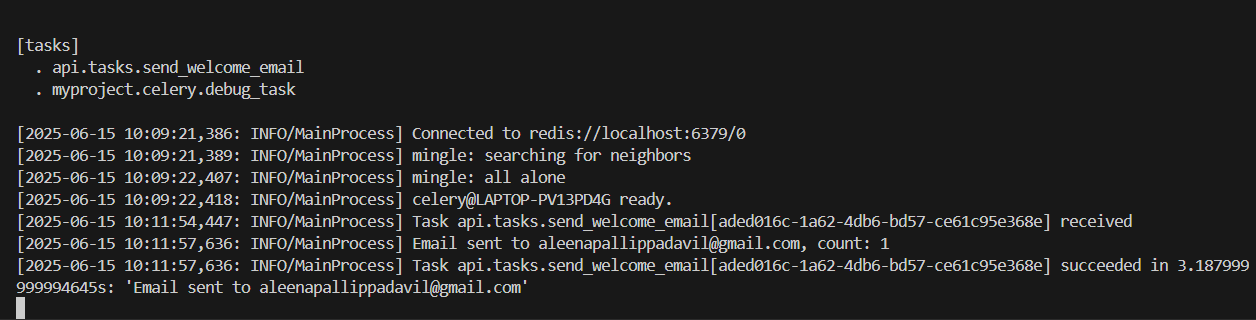 [tasks]
  . api.tasks.send_welcome_email
  . myproject.celery.debug_task
[2025-06-15 10:09:21,386: INFO/MainProcess] Connected to redis://localhost:6379/0
[2025-06-15 10:09:21,389: INFO/MainProcess] mingle: searching for neighbors
[2025-06-15 10:09:22,407: INFO/MainProcess] mingle: all alone
[2025-06-15 10:09:22,418: INFO/MainProcess] celery@LAPTOP-PV13PD4G ready.
[2025-06-15 10:11:54,447: INFO/MainProcess] Task api.tasks.send_welcome_email[aded016c-1a62-4db6-bd57-ce61c95e368e] received
[2025-06-15 10:11:57,636: INFO/MainProcess] Email sent to aleenapallippadavil@gmail.com, count: 1
[2025-06-15 10:11:57,636: INFO/MainProcess] Task api.tasks.send_welcome_email[aded016c-1a62-4db6-bd57-ce61c95e368e] succeeded in 3.187999
999994645s: 'Email sent to aleenapallippadavil@gmail.com'